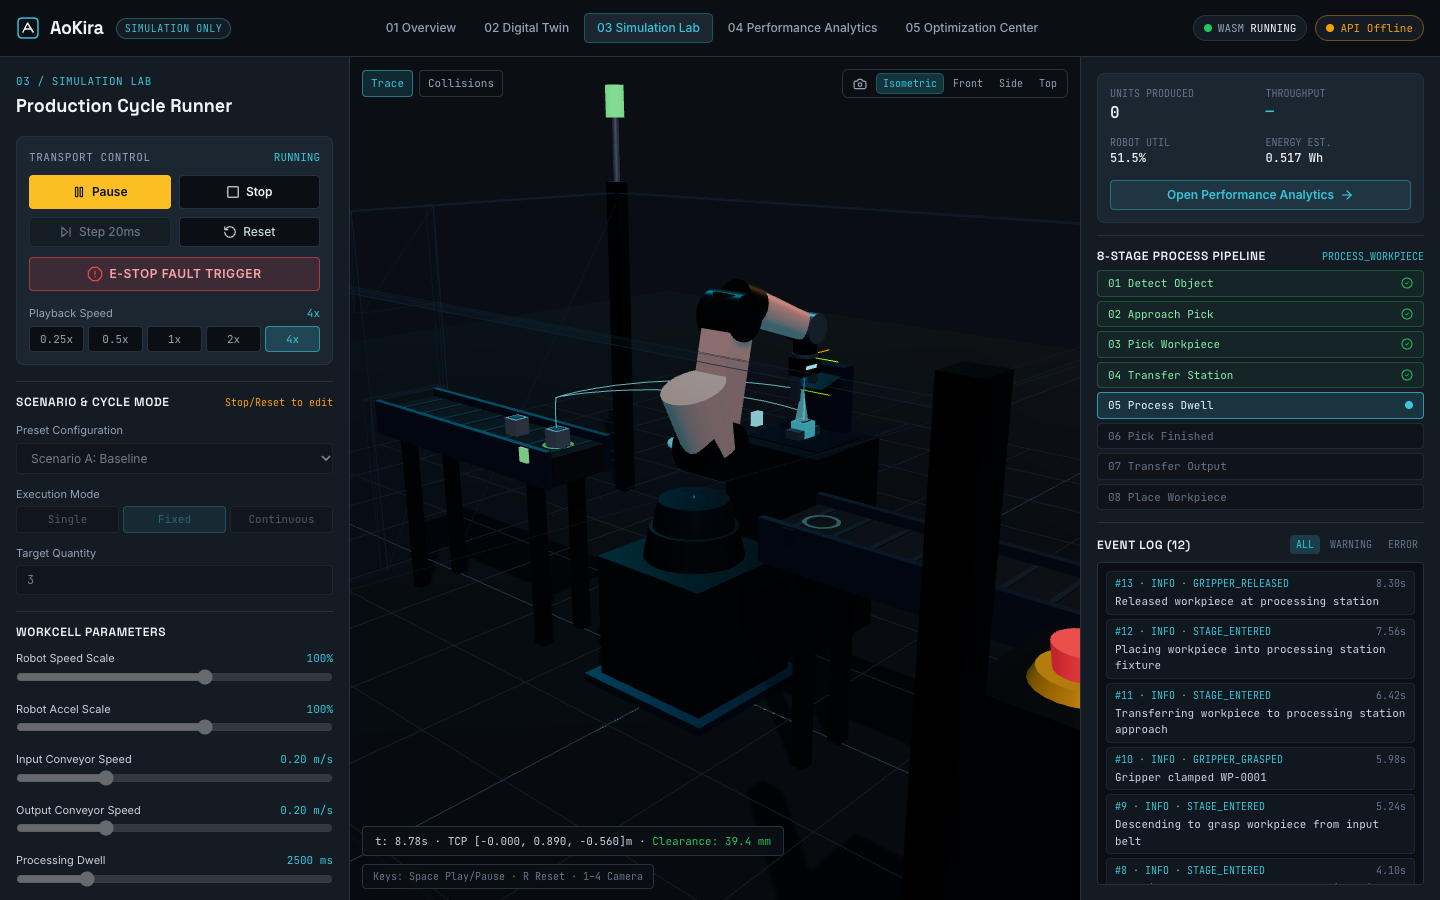 AoKira
SIMULATION ONLY
01 Overview
02 Digital Twin
03 Simulation Lab
04 Performance Analytics
05 Optimization Center
WASM RUNNING
API Offline
03 / SIMULATION LAB
Production Cycle Runner
TRANSPORT CONTROL
RUNNING
Pause
Stop
Step 20ms
Reset
E-STOP FAULT TRIGGER
Playback Speed
4x
0.25x
0.5x
1x
2x
4x
SCENARIO & CYCLE MODE
Stop/Reset to edit
Preset Configuration
Scenario A: Baseline
Execution Mode
Single
Fixed
Continuous
Target Quantity
3
WORKCELL PARAMETERS
Robot Speed Scale
100%
Robot Accel Scale
100%
Input Conveyor Speed
0.20 m/s
Output Conveyor Speed
0.20 m/s
Processing Dwell
2500 ms
Trace
Collisions
Isometric
Front
Side
Top
t: 8.78s · TCP [-0.000, 0.890, -0.560]m · Clearance: 39.4 mm
Keys: Space Play/Pause · R Reset · 1-4 Camera
UNITS PRODUCED
0
THROUGHPUT
—
ROBOT UTIL
51.5%
ENERGY EST.
0.517 Wh
Open Performance Analytics
8-STAGE PROCESS PIPELINE
PROCESS_WORKPIECE
01 Detect Object
02 Approach Pick
03 Pick Workpiece
04 Transfer Station
05 Process Dwell
06 Pick Finished
07 Transfer Output
08 Place Workpiece
EVENT LOG (12)
ALL
WARNING
ERROR
#13 · INFO · GRIPPER_RELEASED
8.30s
Released workpiece at processing station
#12 · INFO · STAGE_ENTERED
7.56s
Placing workpiece into processing station
fixture
#11 · INFO · STAGE_ENTERED
6.42s
Transferring workpiece to processing station
approach
#10 · INFO · GRIPPER_GRASPED
5.98s
Gripper clamped WP-0001
#9 · INFO · STAGE_ENTERED
5.24s
Descending to grasp workpiece from input
belt
#8 · INFO · STAGE_ENTERED
4.10s